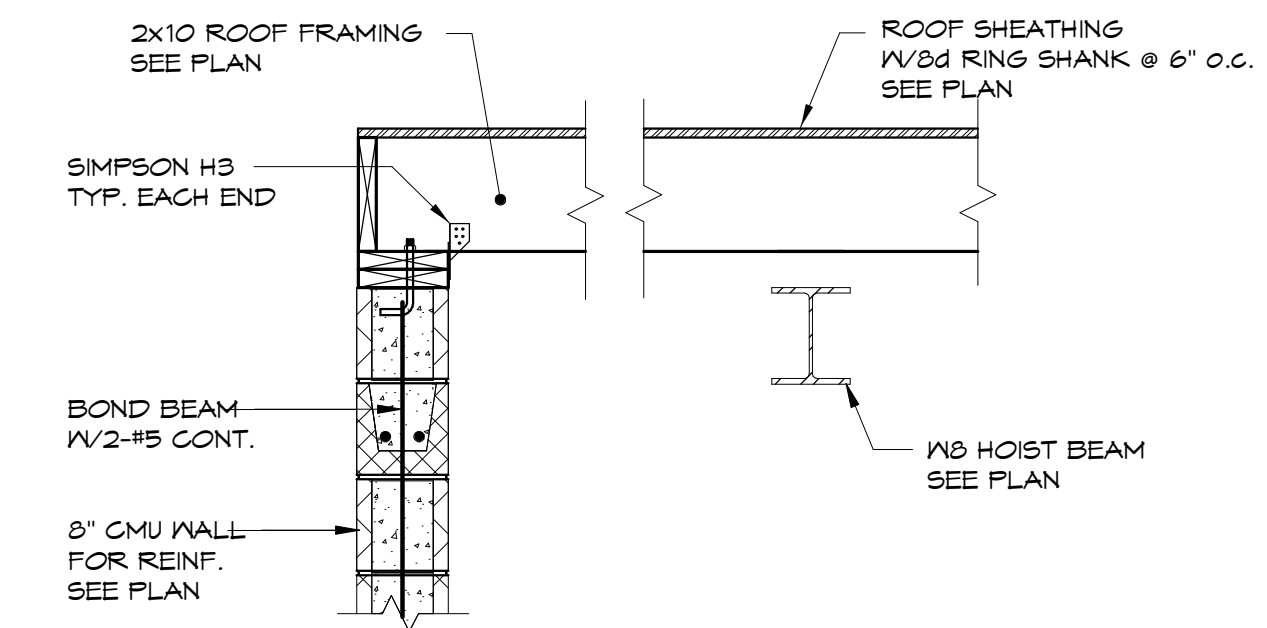 2x10 ROOF FRAMING
SEE PLAN
ROOF SHEATHING
W/8d RING SHANK @ 6" O.C.
SEE PLAN
SIMPSON H3
TYP. EACH END
BOND BEAM
W/2-#5 CONT.
W8 HOIST BEAM
SEE PLAN
8" CMU WALL
FOR REINF.
SEE PLAN